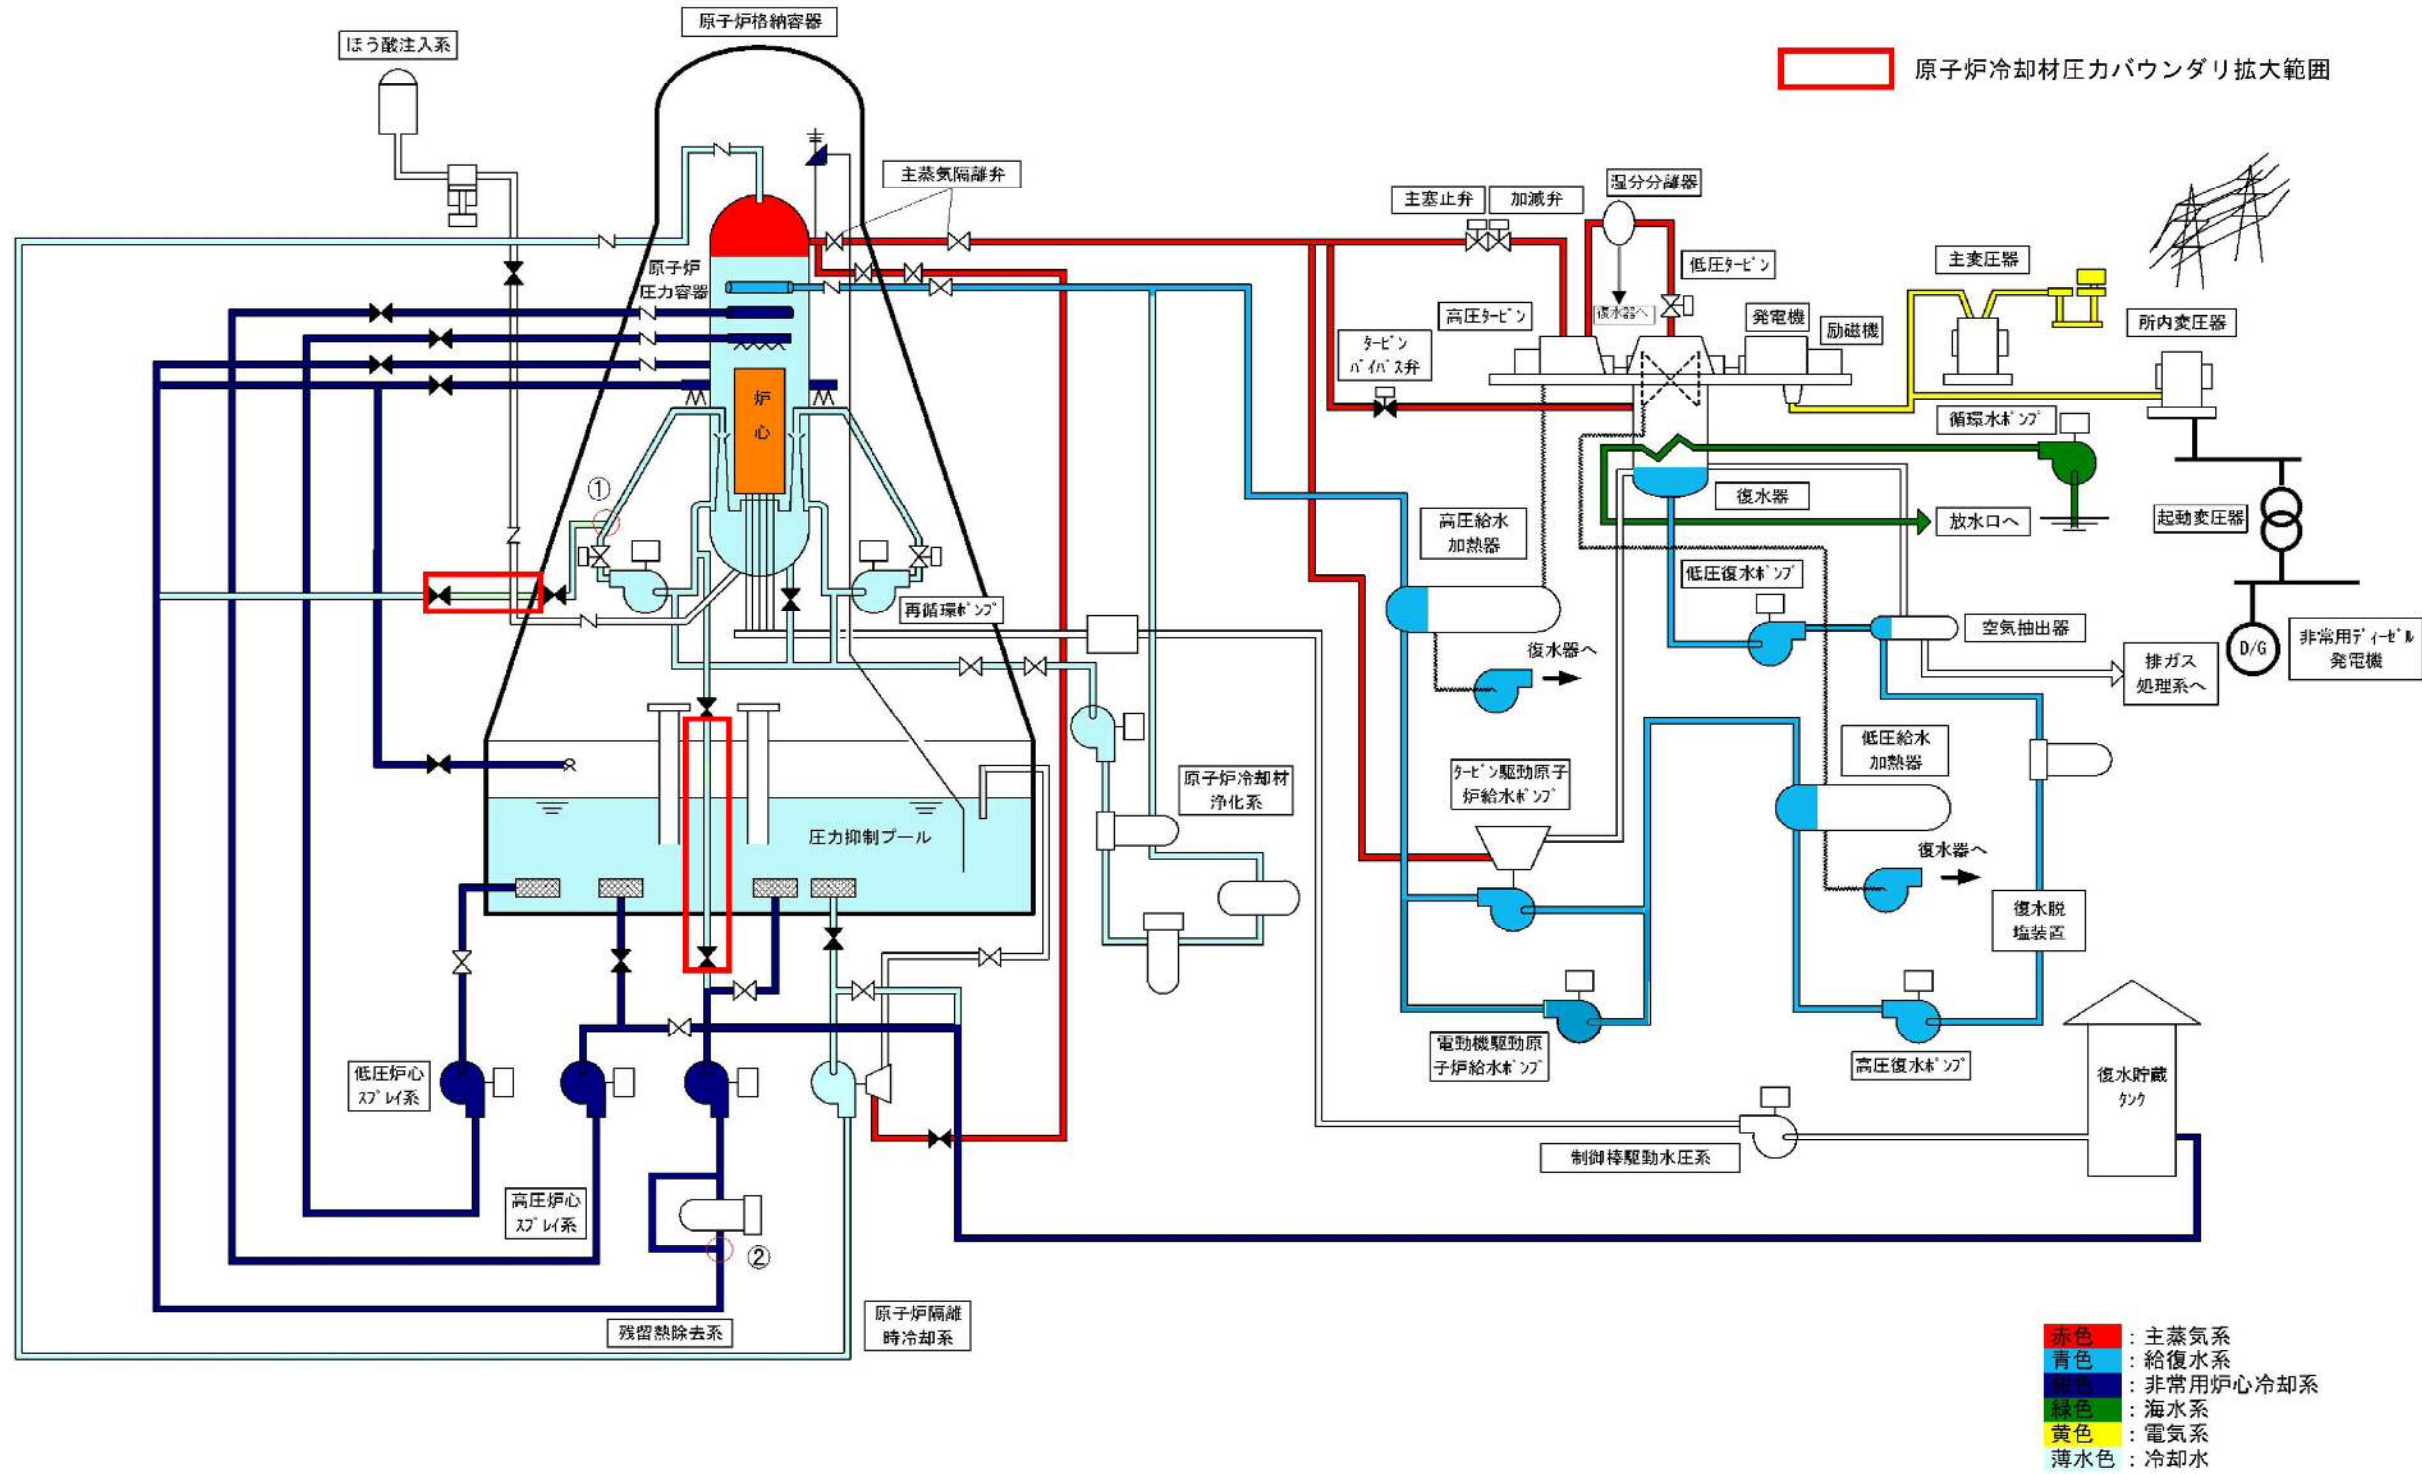 原子炉格納容器
ほう酸注入系
原子炉冷却材圧力バウンダリ拡大範囲
主蒸気隔離弁
主塞止弁
加減弁
湿分分離器
原子炉
圧力容器
低圧タービン
主変圧器
高圧タービン
復水器へ
発電機
励磁機
所内変圧器
タービン
バイパス弁
炉
心
循環水ポンプ
①
復水器
高圧給水
加熱器
放水口へ
起動変圧器
低圧復水ポンプ
再循環ポンプ
空気抽出器
復水器へ
排ガス
処理系へ
D/G
非常用ディーゼル
発電機
低圧給水
加熱器
タービン駆動原子
炉給水ポンプ
原子炉冷却材
浄化系
圧力抑制プール
復水器へ
復水脱
塩装置
電動機駆動原
子炉給水ポンプ
高圧復水ポンプ
復水貯蔵
タンク
低圧炉心
スプレイ系
制御棒駆動水圧系
高圧炉心
スプレイ系
②
残留熱除去系
原子炉隔離
時冷却系
赤色:主蒸気系
青色:給復水系
紺色:非常用炉心冷却系
緑色:海水系
黄色:電気系
薄水色:冷却水